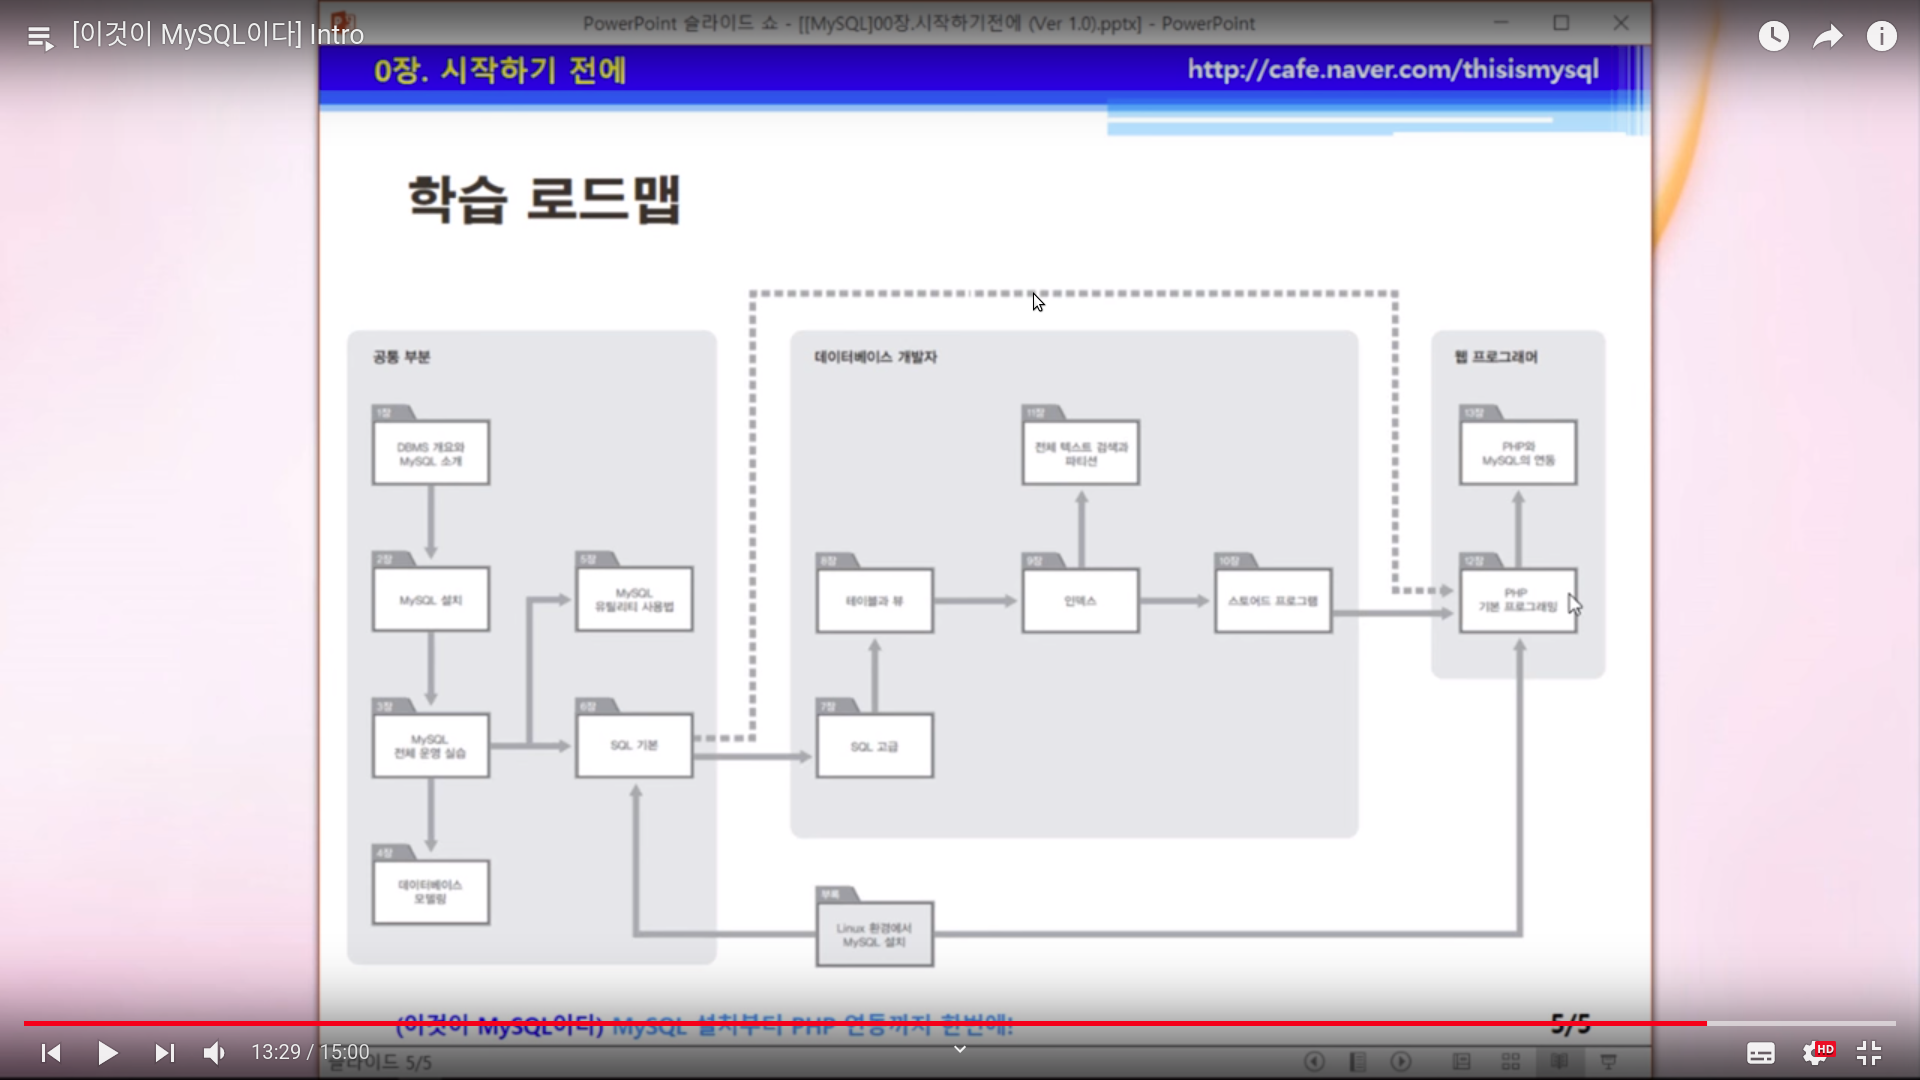 [이것이 MySQL이다] Intro
PowerPoint 슬라이드 쇼 - [[MySQL]00장.시작하기전에 (Ver 1.0).pptx] - PowerPoint
0장. 시작하기 전에
http://cafe.naver.com/thisismysql
학습 로드맵
공통 부분
1장
DBMS 개요와
MySQL 소개
2장
MySQL 설치
3장
MySQL
전체 운영 실습
4장
데이터베이스
모델링
5장
MySQL
유틸리티 사용법
6장
SQL 기본
데이터베이스 개발자
7장
SQL 고급
8장
테이블과 뷰
9장
인덱스
10장
스토어드 프로그램
11장
전체 텍스트 검색과
파티션
웹 프로그래머
12장
PHP
기본 프로그래밍
13장
PHP와
MySQL의 연동
부록
Linux 환경에서
MySQL 설치
(이것이 MySQL이다) MySQL 설치부터 PHP 연동까지 한번에!
5/5
13:29 / 15:00
HD
슬라이드 5/5